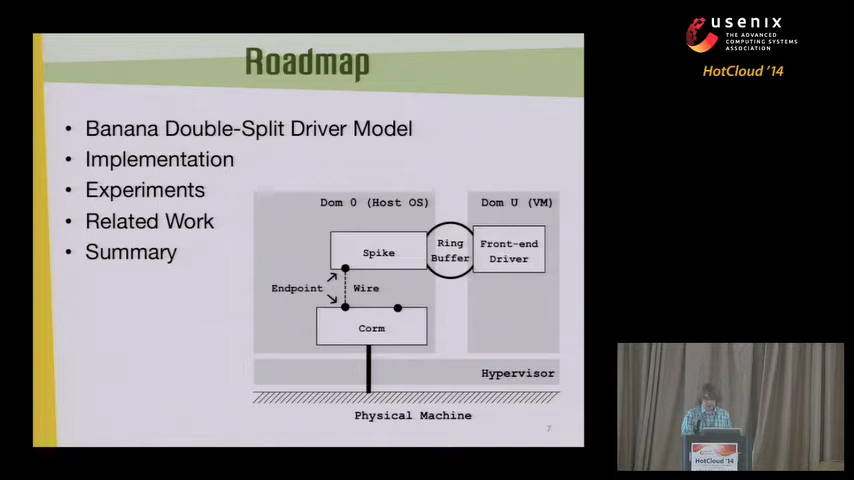 Roadmap
• Banana Double-Split Driver Model
• Implementation
• Experiments
• Related Work
• Summary
Dom 0 (Host OS)
Dom U (VM)
Spike
Ring
Buffer
Front-end
Driver
Endpoint
Wire
Corm
Hypervisor
Physical Machine
7
usenix
THE ADVANCED
COMPUTING SYSTEMS
ASSOCIATION
HotCloud '14
HotCloud '14